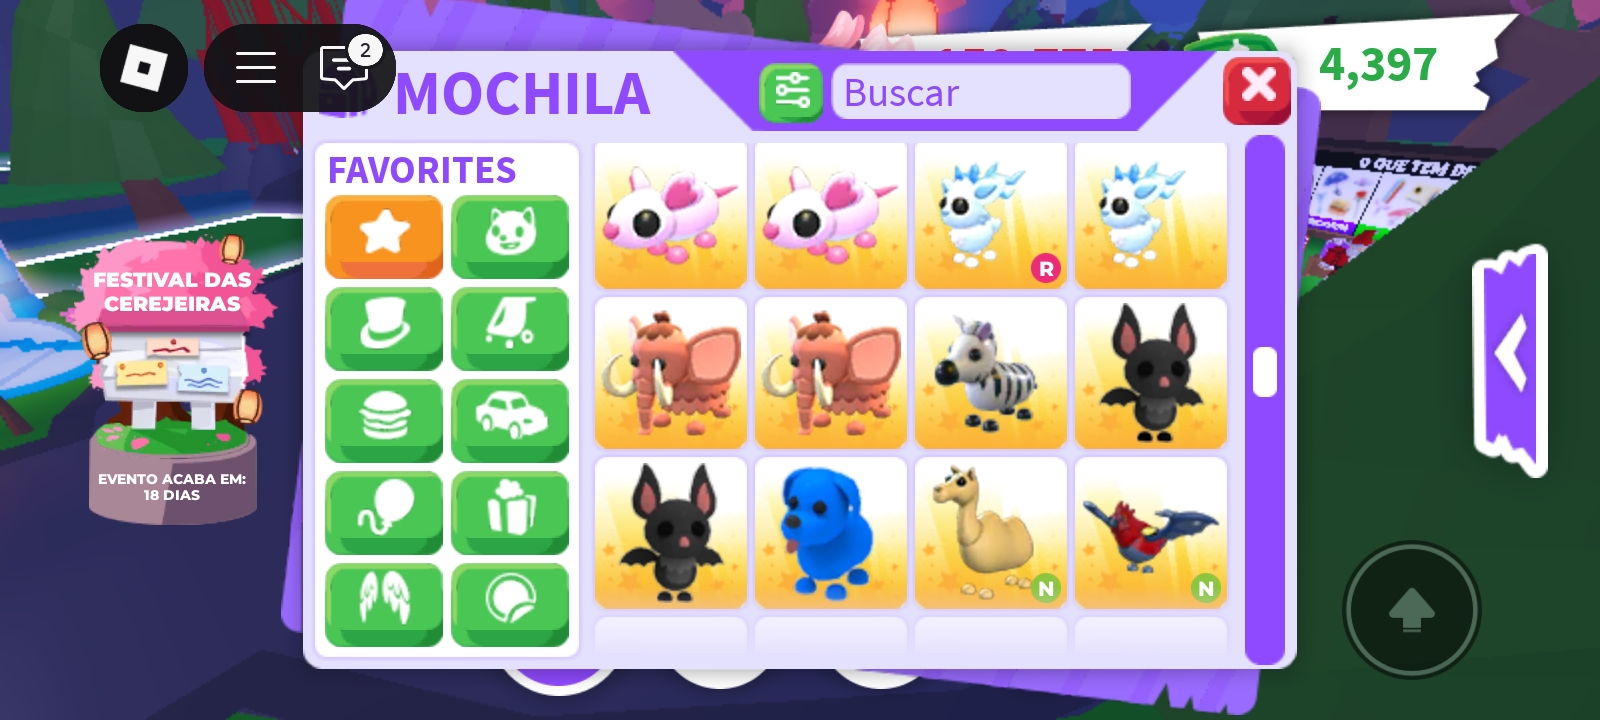 2
MOCHILA
Buscar
4,397
FAVORITES
O QUE TEM DE
R
FESTIVAL DAS
CEREJEIRAS
EVENTO ACABA EM:
18 DIAS
N
N